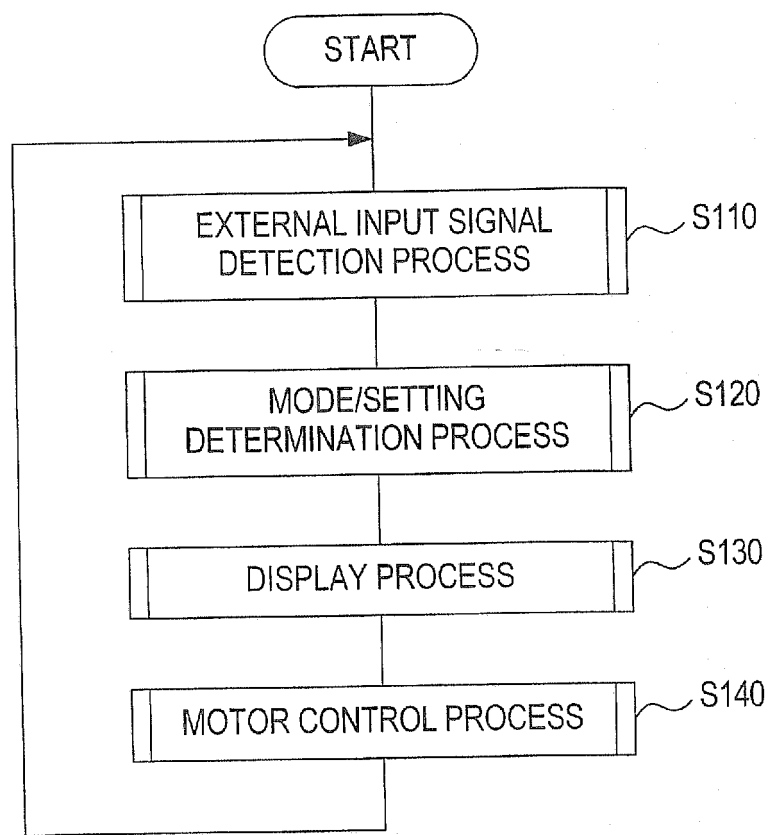 START
EXTERNAL INPUT SIGNAL
DETECTION PROCESS
S110
MODE/SETTING
DETERMINATION PROCESS
S120
DISPLAY PROCESS
S130
MOTOR CONTROL PROCESS
S140